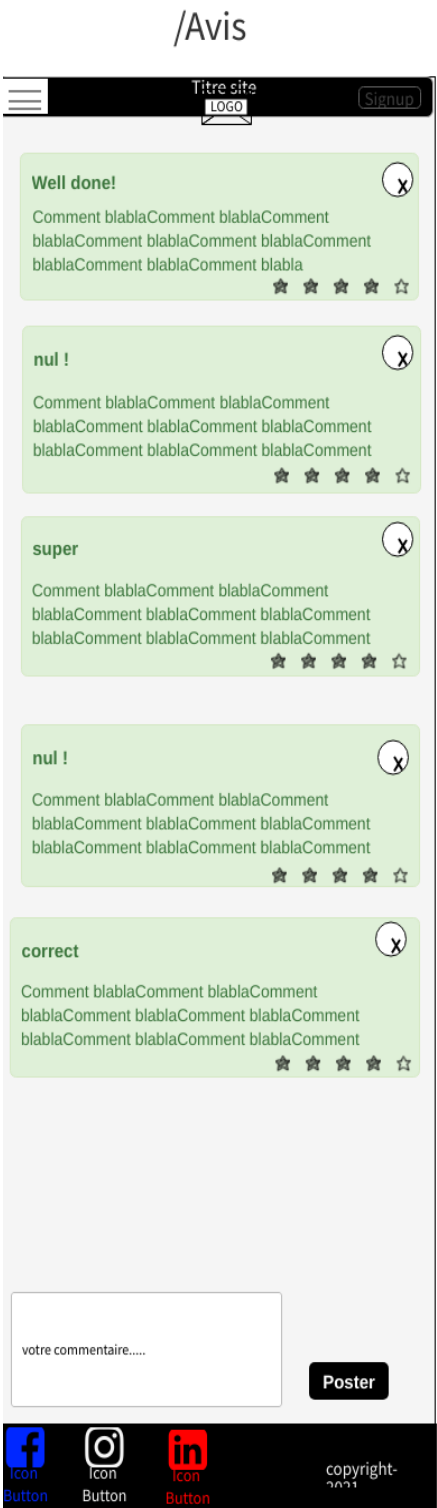 /Avis
Titre site
LOGO
Signup
Well done!
X
Comment blablaComment blablaComment
blablaComment blablaComment blablaComment
blablaComment blablaComment blabla
nul !
X
Comment blablaComment blablaComment
blablaComment blablaComment blablaComment
blablaComment blablaComment blablaComment
super
X
Comment blablaComment blablaComment
blablaComment blablaComment blablaComment
blablaComment blablaComment blablaComment
nul !
X
Comment blablaComment blablaComment
blablaComment blablaComment blablaComment
blablaComment blablaComment blablaComment
correct
X
Comment blablaComment blablaComment
blablaComment blablaComment blablaComment
blablaComment blablaComment blablaComment
votre commentaire.....
Poster
Icon
Button
Icon
Button
in
Icon
Button
copyright-
2021